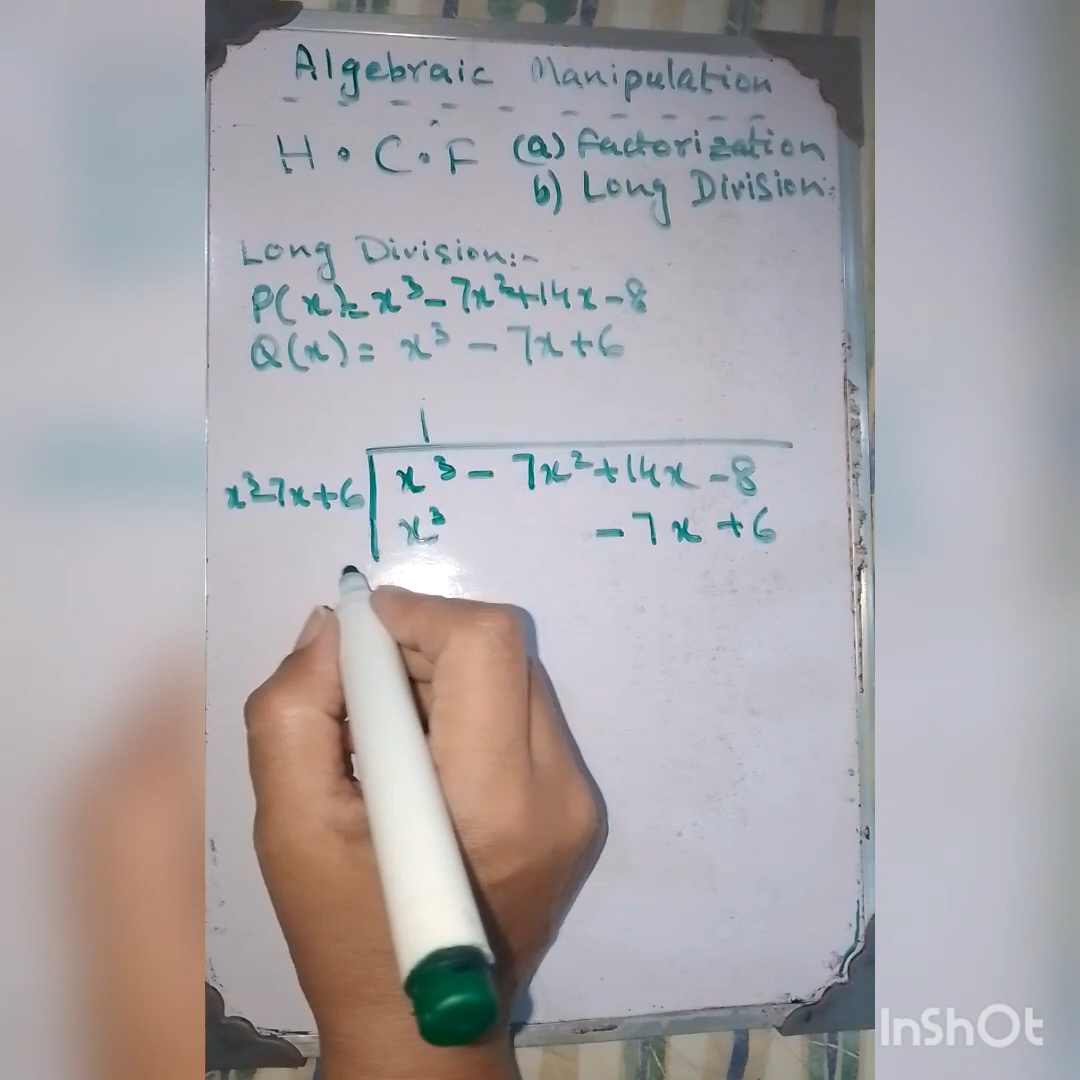 Algebraic Manipulation
H.C.F (a) Factorization
b) Long Division:
Long Division:-
P(x)= x³- 7x²+14x-8
Q(x) = x³ - 7x+6
1
x³-7x+6 x³- 7x²+14x -8
x³ -7x +6
InShOt